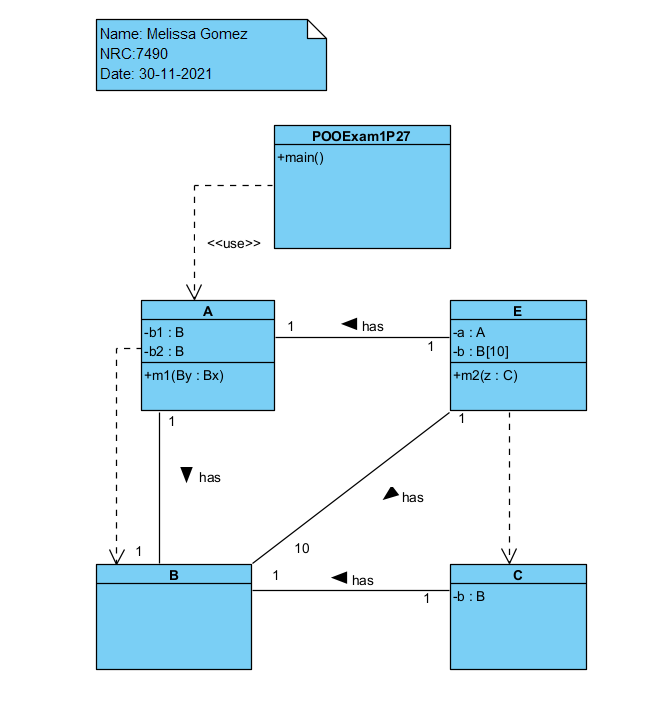 Name: Melissa Gomez
NRC:7490
Date: 30-11-2021
POOExam1P27
+main()
<<use>>
A
-b1 : B
-b2 : B
+m1(By : Bx)
1
has
1
E
-a : A
-b : B[10]
+m2(z : C)
1
has
1
1
has
10
B
1
has
1
C
-b : B